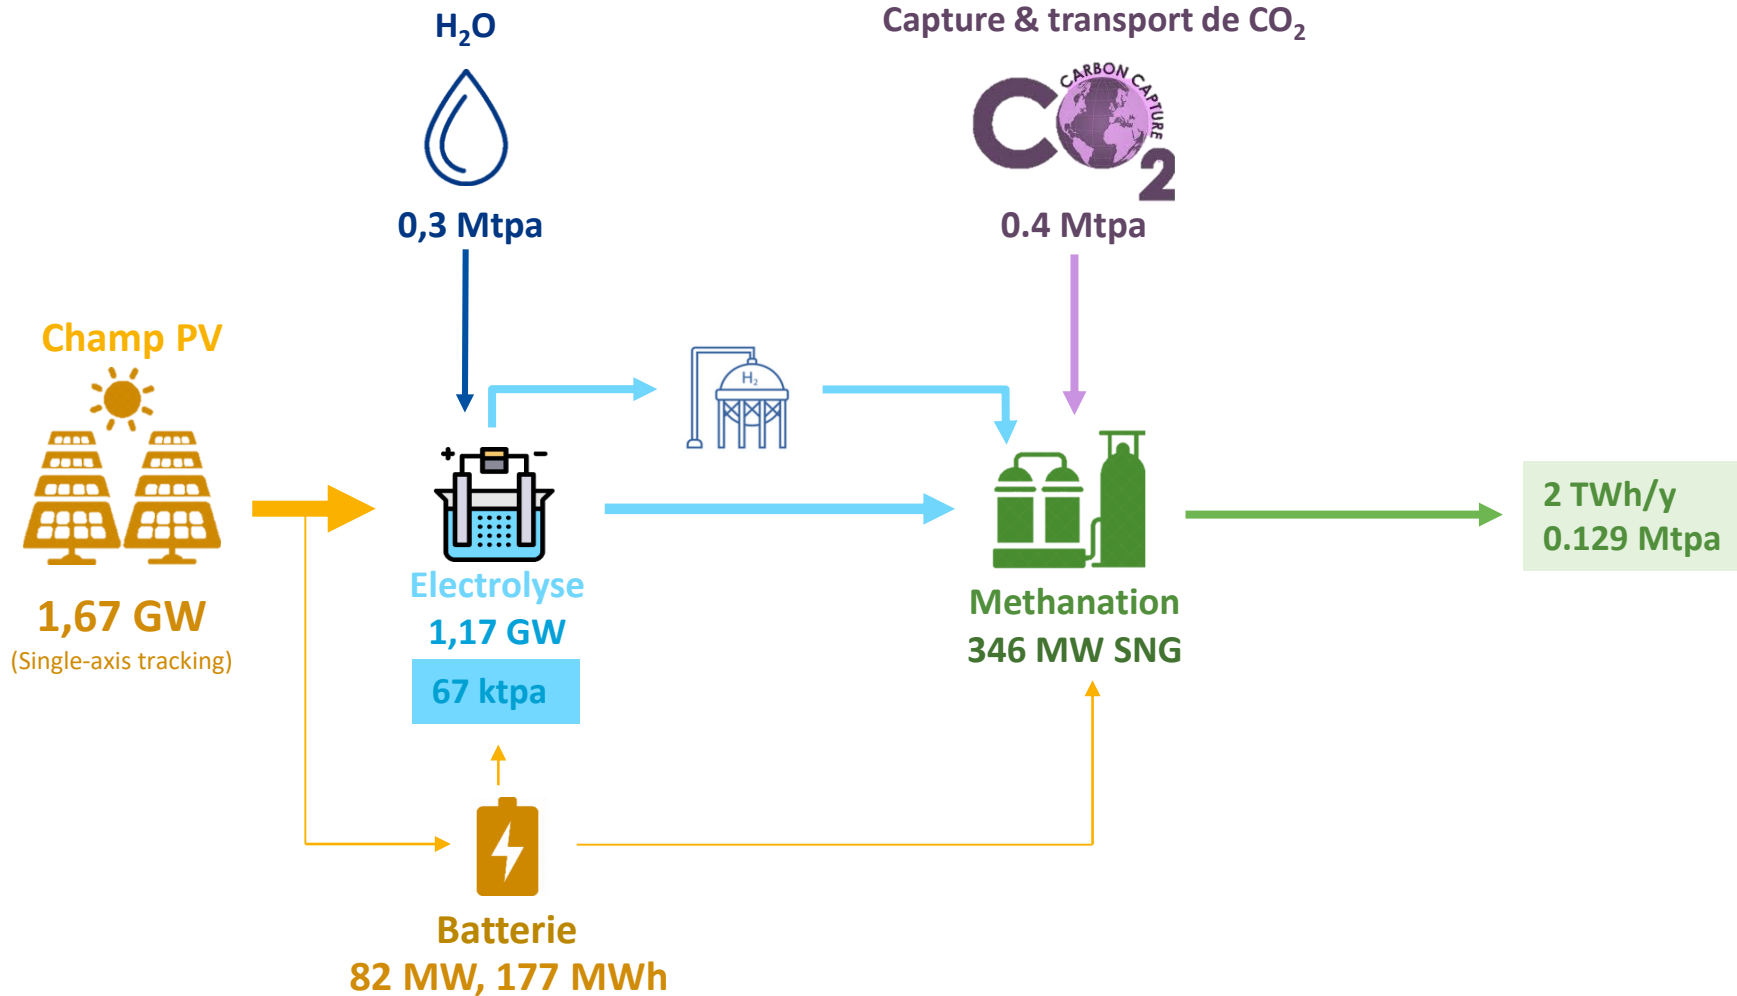 H₂O
0,3 Mtpa
Capture & transport de CO₂
CARBON CAPTURE
CO2
0.4 Mtpa
Champ PV
1,67 GW
(Single-axis tracking)
H₂
+
Electrolyse
1,17 GW
67 ktpa
Methanation
346 MW SNG
2 TWh/y
0.129 Mtpa
Batterie
82 MW, 177 MWh